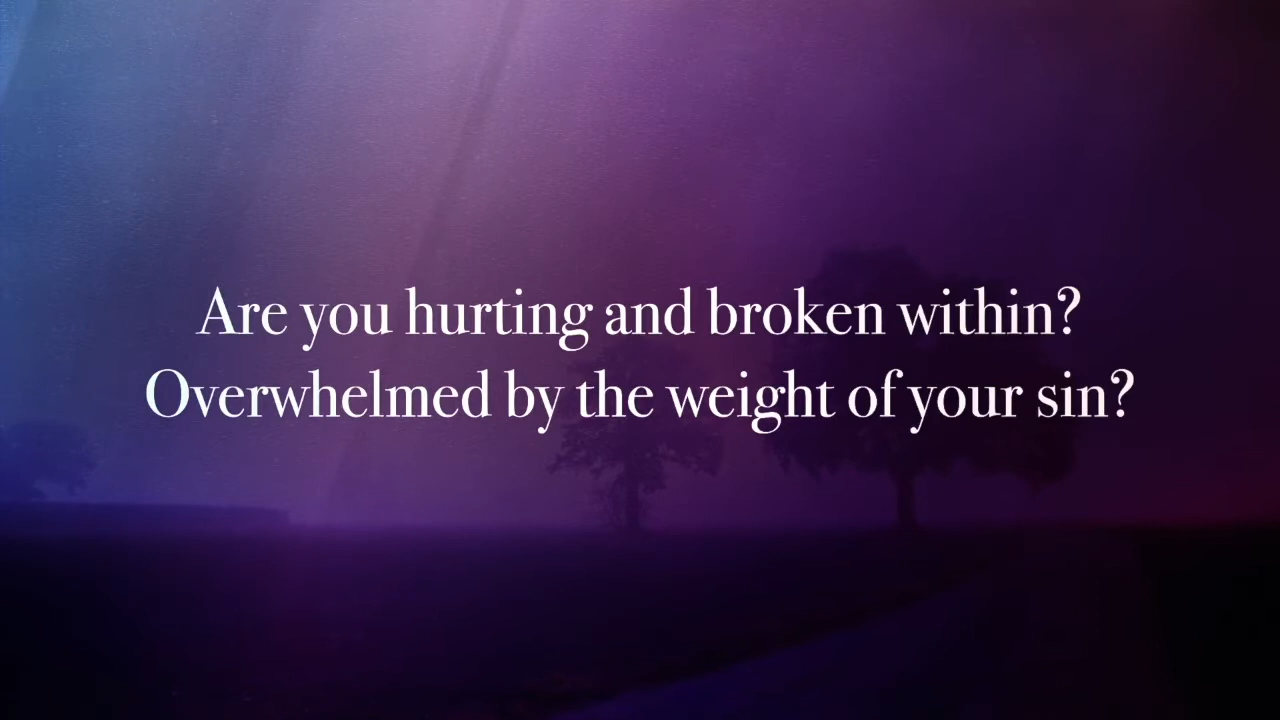 Are you hurting and broken within?
Overwhelmed by the weight of your sin?